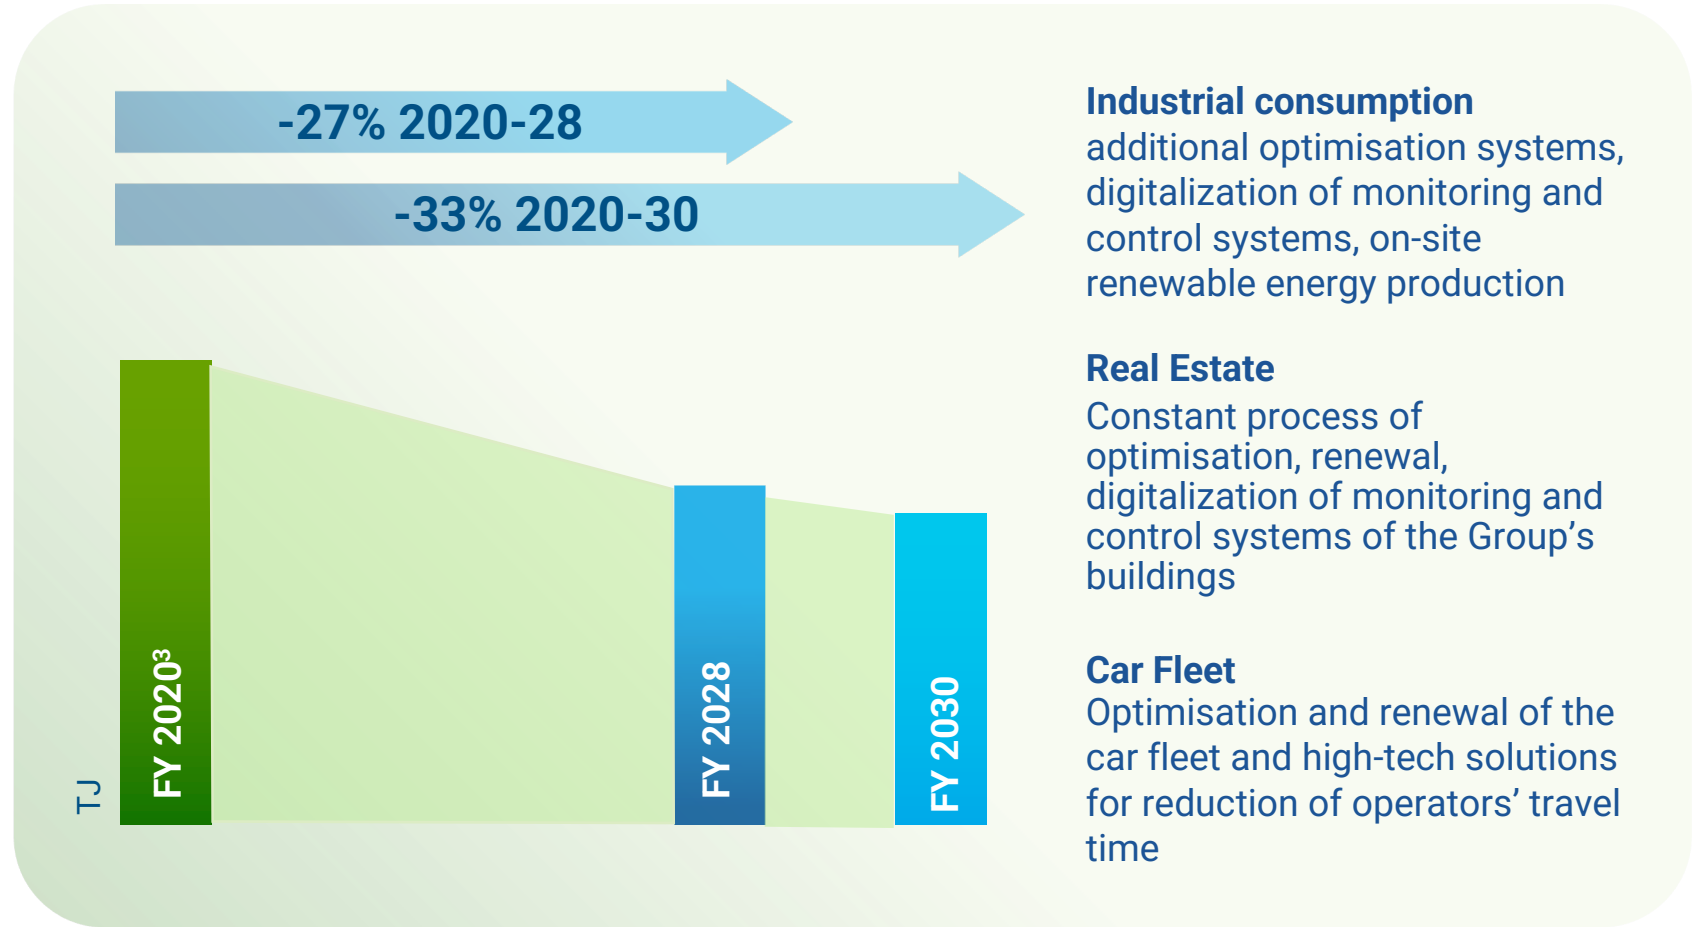 -27% 2020-28
-33% 2020-30
TJ
FY 2020³
FY 2028
FY 2030
Industrial consumption
additional optimisation systems,
digitalization of monitoring and
control systems, on-site
renewable energy production
Real Estate
Constant process of
optimisation, renewal,
digitalization of monitoring and
control systems of the Group’s
buildings
Car Fleet
Optimisation and renewal of the
car fleet and high-tech solutions
for reduction of operators’ travel
time